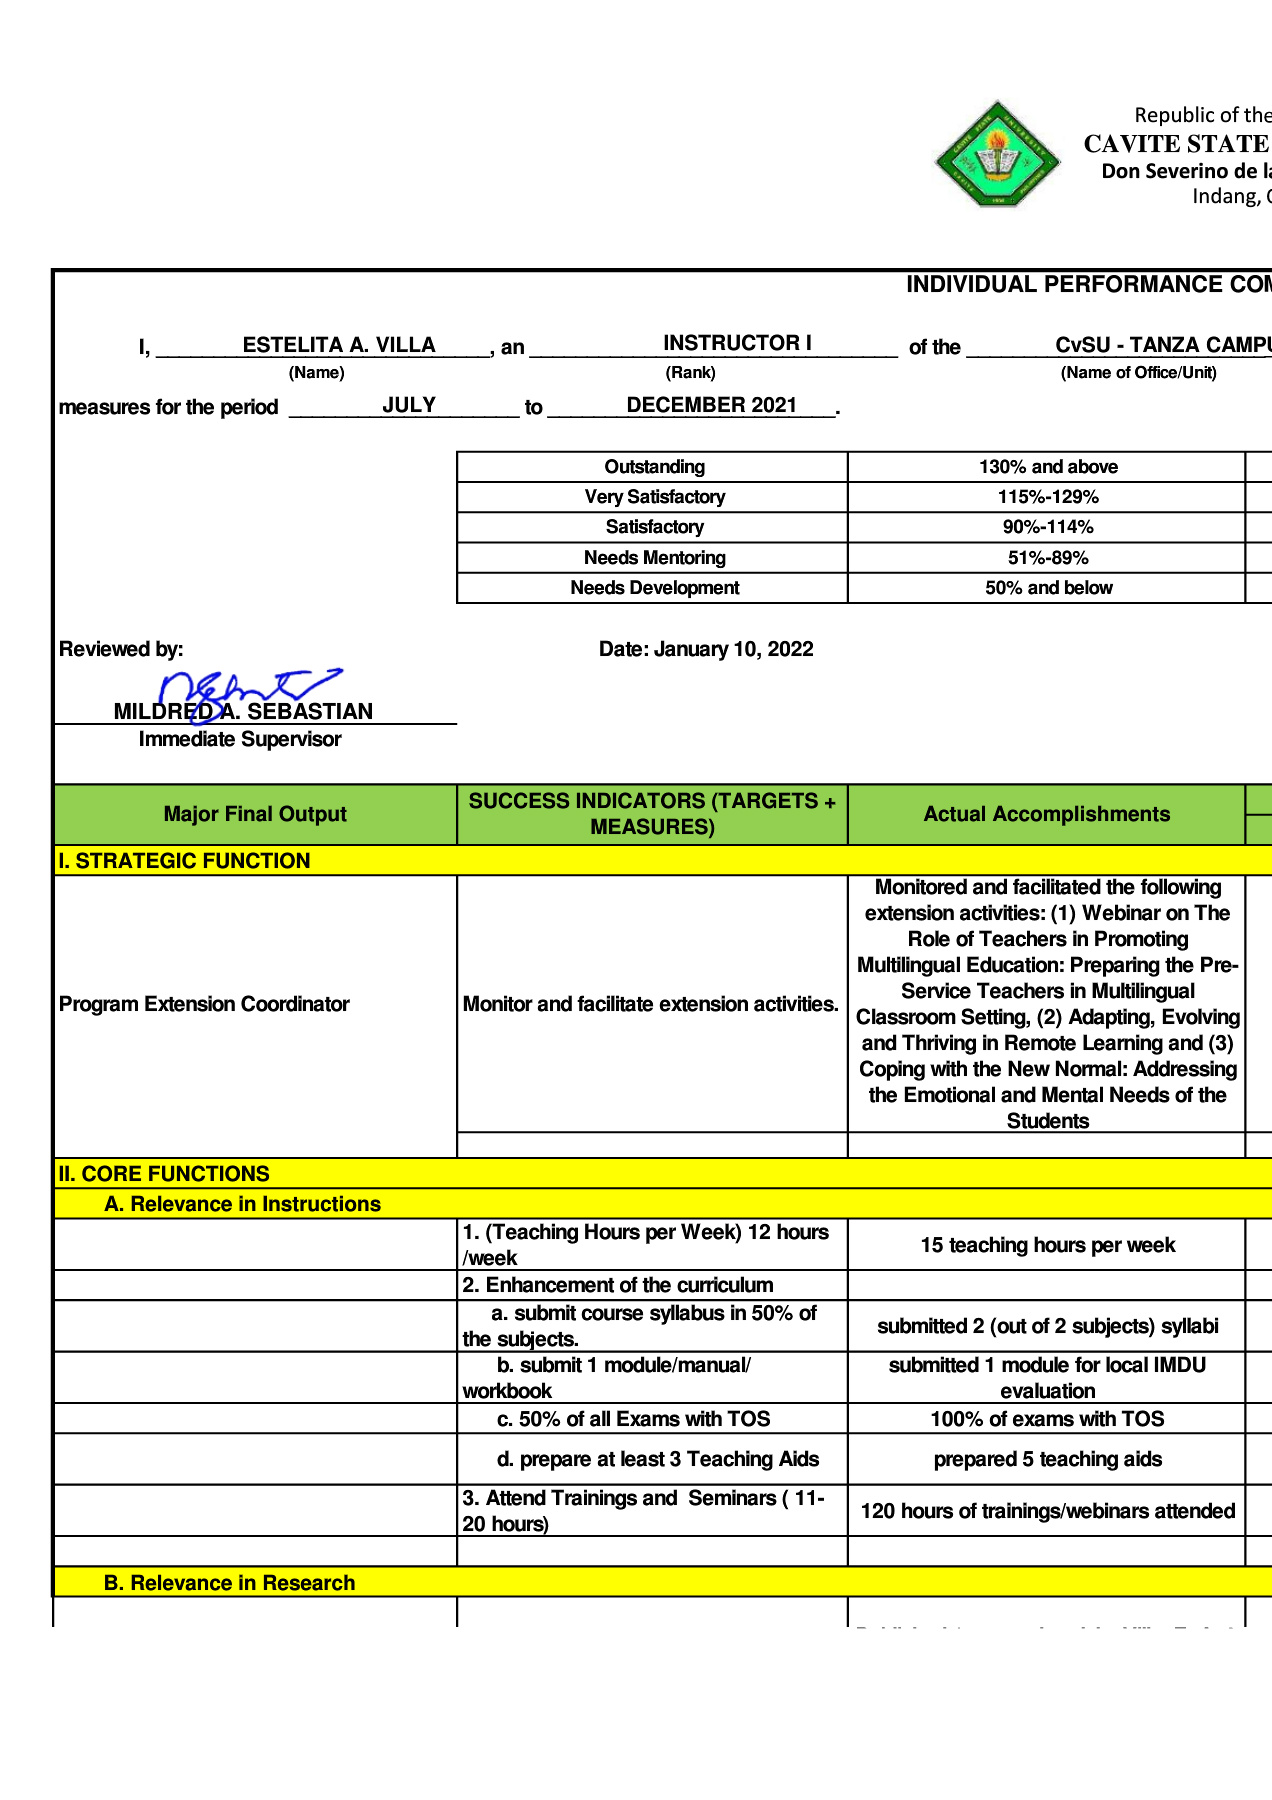 Republic of the
CAVITE STATE
Don Severino de la
Indang, C
INDIVIDUAL PERFORMANCE COM
I, ESTELITA A. VILLA, an INSTRUCTOR I of the CvSU - TANZA CAMPU
(Name) (Rank) (Name of Office/Unit)
measures for the period JULY to DECEMBER 2021.
Outstanding 130% and above
Very Satisfactory 115%-129%
Satisfactory 90%-114%
Needs Mentoring 51%-89%
Needs Development 50% and below
Reviewed by: Date: January 10, 2022
MILDRED A. SEBASTIAN
Immediate Supervisor
Major Final Output
SUCCESS INDICATORS (TARGETS +
MEASURES)
Actual Accomplishments
I. STRATEGIC FUNCTION
Program Extension Coordinator
Monitor and facilitate extension activities.
Monitored and facilitated the following
extension activities: (1) Webinar on The
Role of Teachers in Promoting
Multilingual Education: Preparing the Pre-
Service Teachers in Multilingual
Classroom Setting, (2) Adapting, Evolving
and Thriving in Remote Learning and (3)
Coping with the New Normal: Addressing
the Emotional and Mental Needs of the
Students
II. CORE FUNCTIONS
A. Relevance in Instructions
1. (Teaching Hours per Week) 12 hours
/week
15 teaching hours per week
2. Enhancement of the curriculum
a. submit course syllabus in 50% of
the subjects.
submitted 2 (out of 2 subjects) syllabi
b. submit 1 module/manual/
workbook
submitted 1 module for local IMDU
evaluation
c. 50% of all Exams with TOS
100% of exams with TOS
d. prepare at least 3 Teaching Aids
prepared 5 teaching aids
3. Attend Trainings and Seminars ( 11-
20 hours)
120 hours of trainings/webinars attended
B. Relevance in Research